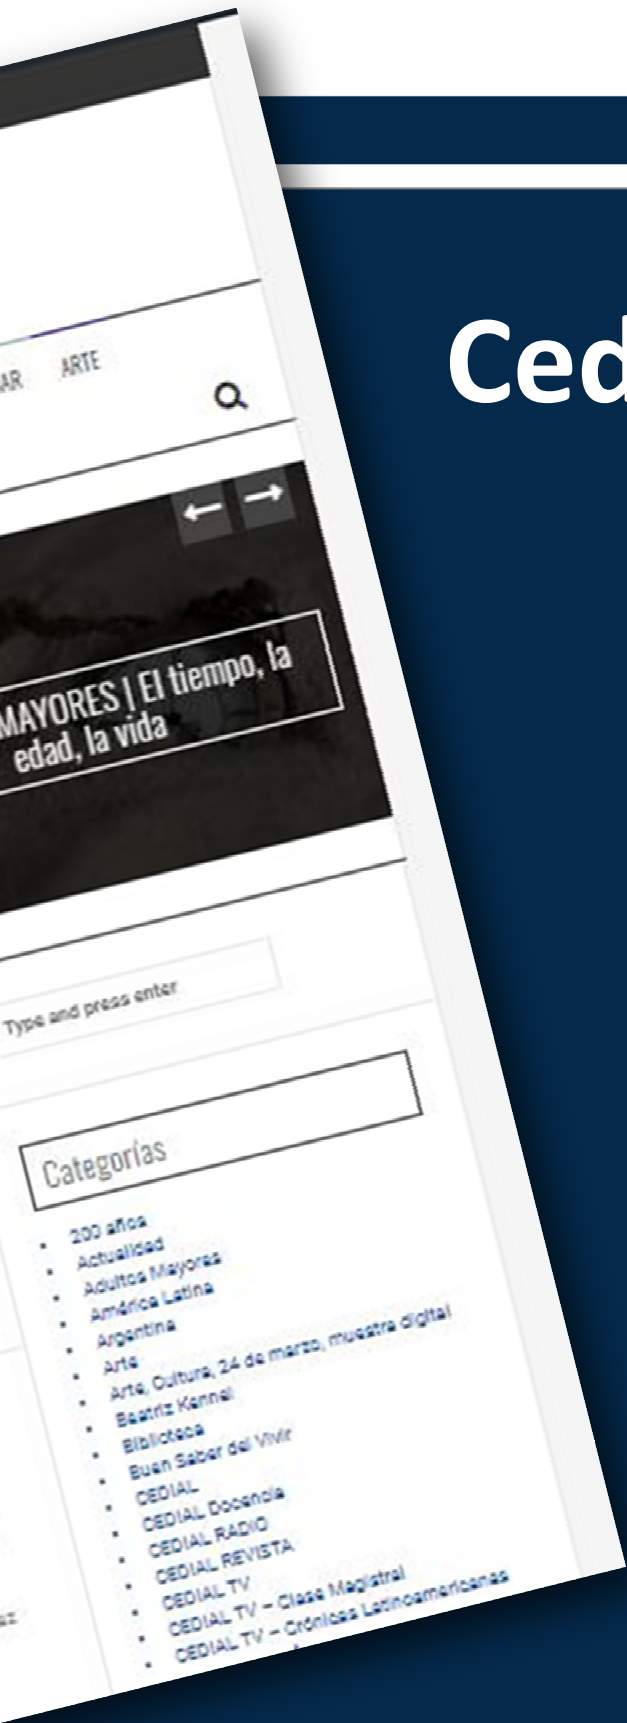 AR ARTE
Ced
MAYORES | El tiempo, la
edad, la vida
Type and press enter
Categorías
200 años
Actualidad
Adultos Mayores
América Latina
Argentina
Arte
Arte, Cultura, 24 de marzo, muestra digital
Beatriz Kennel
Biblioteca
Buen Saber del Vivir
CEDIAL
CEDIAL Docencia
CEDIAL RADIO
CEDIAL REVISTA
CEDIAL TV
CEDIAL TV – Clase Magistral
CEDIAL TV – Crónicas Latinoamericanas